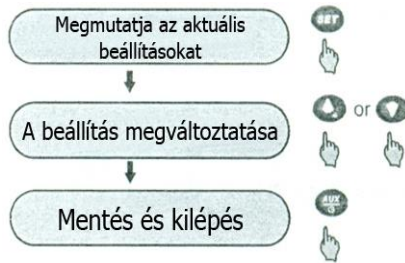 Megmutatja az aktuális
beállításokat
SET
A beállítás megváltoztatása
or
Mentés és kilépés
AUX